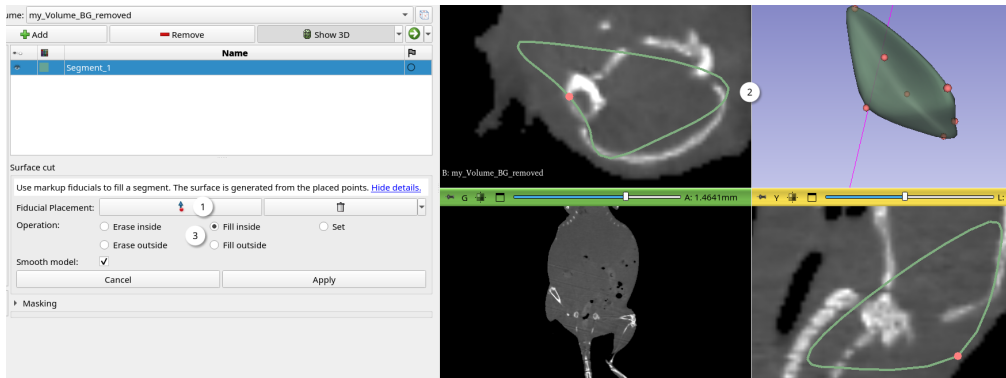 ume: my_Volume_BG_removed
Add Remove Show 3D
Name
Segment_1
Surface cut
Use markup fiducials to fill a segment. The surface is generated from the placed points. Hide details.
Fiducial Placement: 1
Operation: Erase inside Fill inside Set
3
Erase outside Fill outside
Smooth model:
Cancel Apply
Masking
2
B: my_Volume_BG_removed
G A: 1.4641mm
Y L: